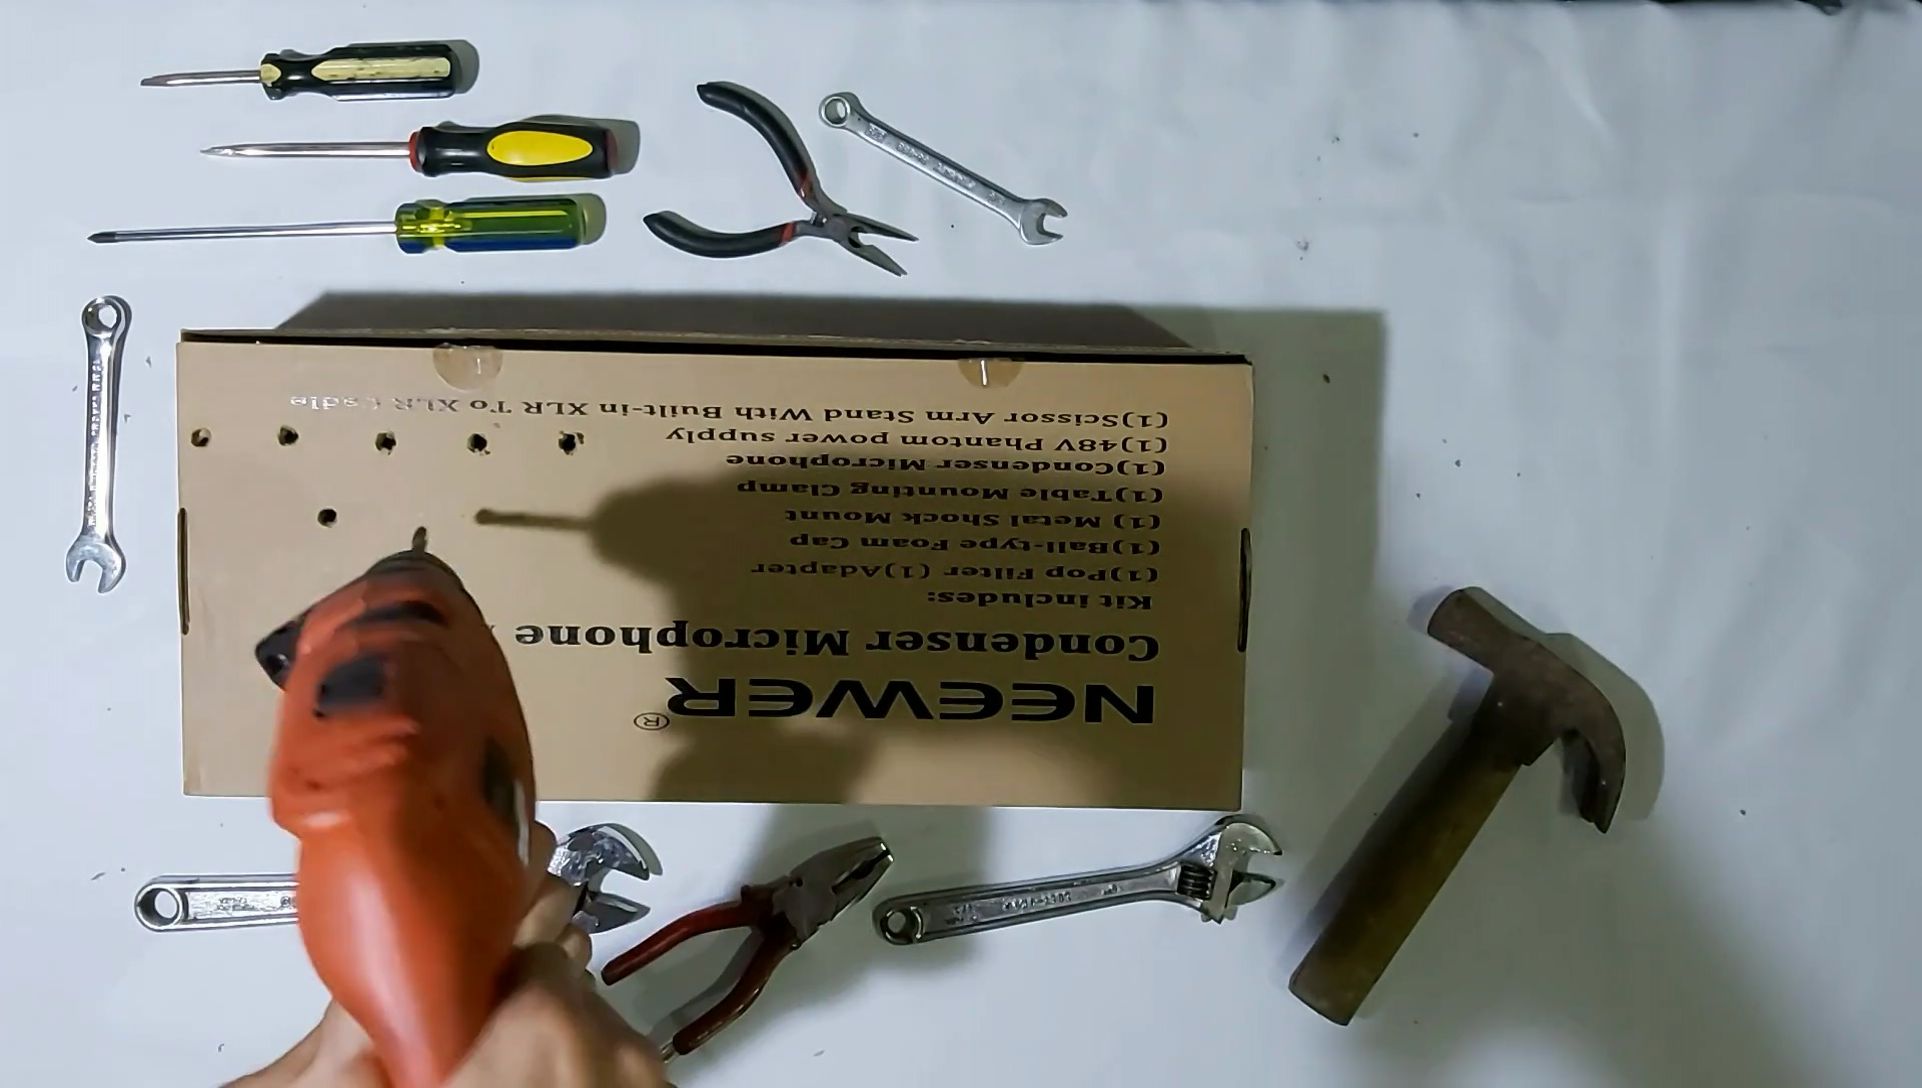 NEEWER®
Condenser Microphone
Kit includes:
(1)Pop Filter (1)Adapter
(1)Ball-type Foam Cap
(1) Metal Shock Mount
(1)Table Mounting Clamp
(1)Condenser Microphone
(1)48V Phantom power supply
(1)Scissor Arm Stand With Built-in XLR To XLR Cable